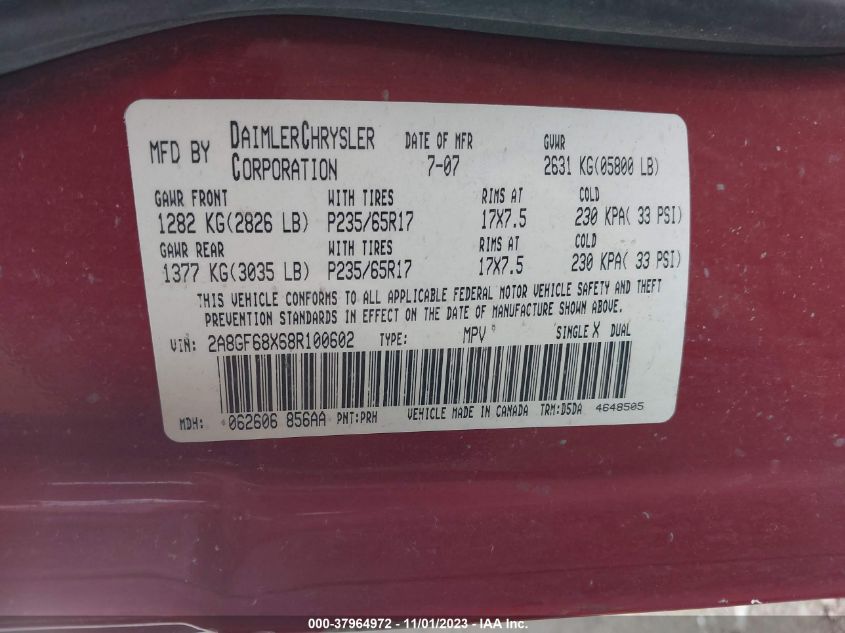 MFD BY DAIMLERCHRYSLER CORPORATION DATE OF MFR 7-07 GVWR 2631 KG(05800 LB)
GAWR FRONT WITH TIRES RIMS AT COLD
1282 KG(2826 LB) P235/65R17 17X7.5 230 KPA( 33 PSI)
GAWR REAR WITH TIRES RIMS AT COLD
1377 KG(3035 LB) P235/65R17 17X7.5 230 KPA( 33 PSI)
THIS VEHICLE CONFORMS TO ALL APPLICABLE FEDERAL MOTOR VEHICLE SAFETY AND THEFT
PREVENTION STANDARDS IN EFFECT ON THE DATE OF MANUFACTURE SHOWN ABOVE.
VIN: 2A8GF68X68R100602 TYPE: MPV SINGLE X DUAL
MDH: 062606 856AA PNT:PRH VEHICLE MADE IN CANADA TRM:D5DA 4648505
000-37964972 - 11/01/2023 - © IAA Inc.